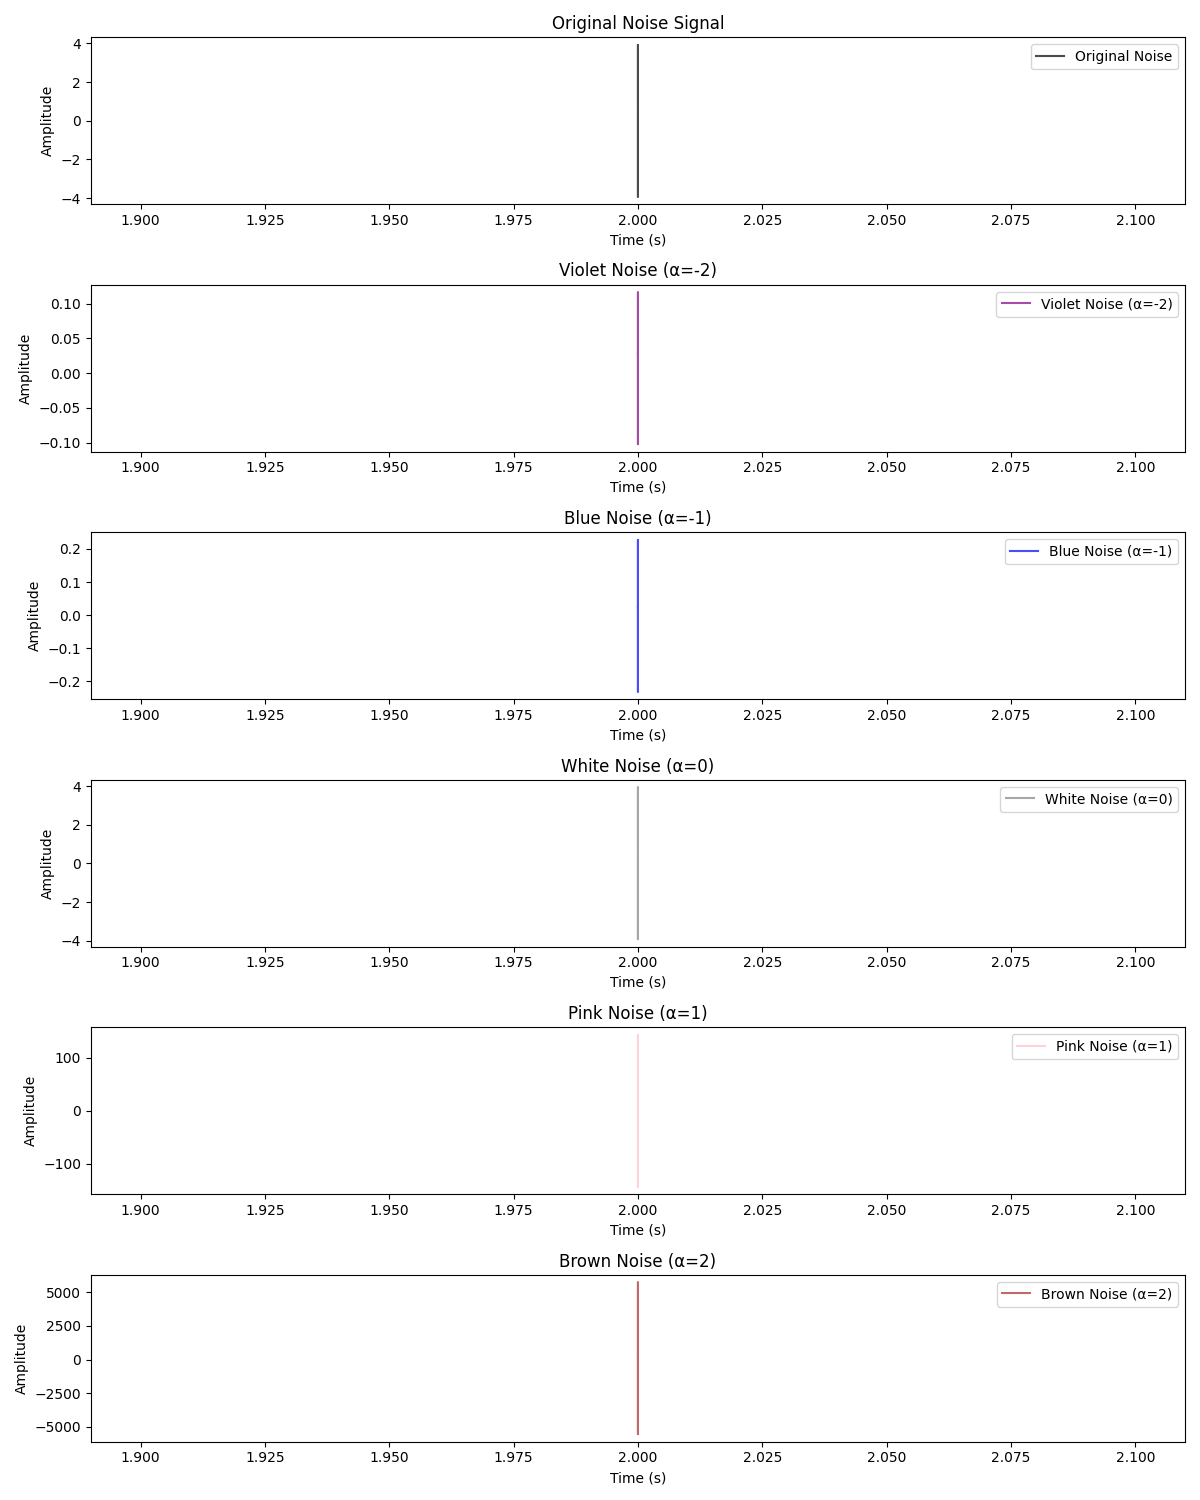 Original Noise Signal
Original Noise
Amplitude
4
2
0
−2
−4
1.900 1.925 1.950 1.975 2.000 2.025 2.050 2.075 2.100
Time (s)
Violet Noise (α=-2)
Violet Noise (α=-2)
Amplitude
0.10
0.05
0.00
−0.05
−0.10
1.900 1.925 1.950 1.975 2.000 2.025 2.050 2.075 2.100
Time (s)
Blue Noise (α=-1)
Blue Noise (α=-1)
Amplitude
0.2
0.1
0.0
−0.1
−0.2
1.900 1.925 1.950 1.975 2.000 2.025 2.050 2.075 2.100
Time (s)
White Noise (α=0)
White Noise (α=0)
Amplitude
4
2
0
−2
−4
1.900 1.925 1.950 1.975 2.000 2.025 2.050 2.075 2.100
Time (s)
Pink Noise (α=1)
Pink Noise (α=1)
Amplitude
100
0
−100
1.900 1.925 1.950 1.975 2.000 2.025 2.050 2.075 2.100
Time (s)
Brown Noise (α=2)
Brown Noise (α=2)
Amplitude
5000
2500
0
−2500
−5000
1.900 1.925 1.950 1.975 2.000 2.025 2.050 2.075 2.100
Time (s)